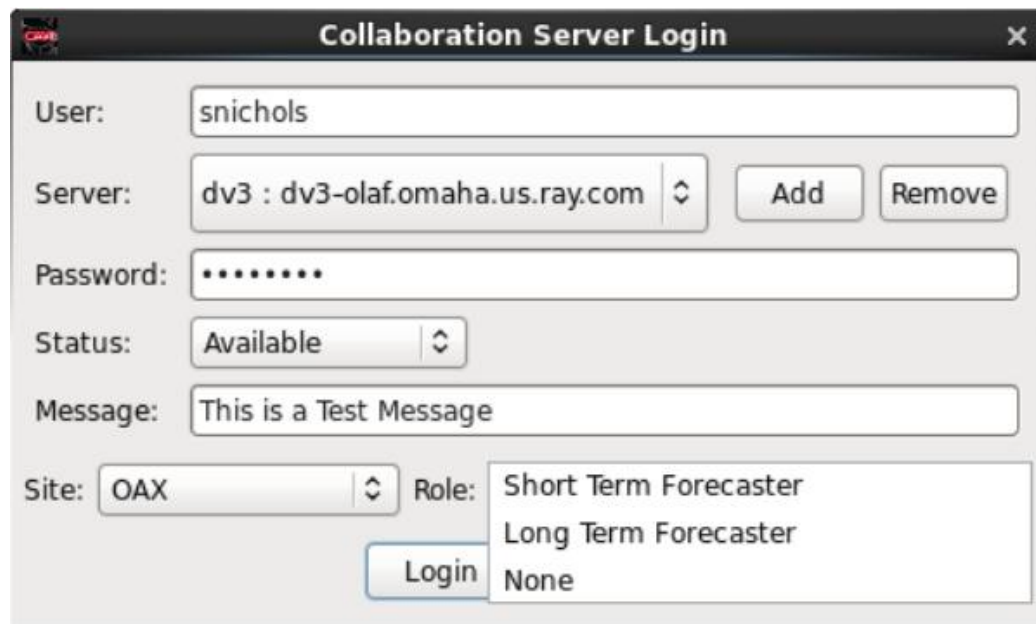 CAVE
Collaboration Server Login
User: snichols
Server: dv3 : dv3-olaf.omaha.us.ray.com Add Remove
Password: ••••••••
Status: Available
Message: This is a Test Message
Site: OAX Role: Short Term Forecaster
Long Term Forecaster
Login None